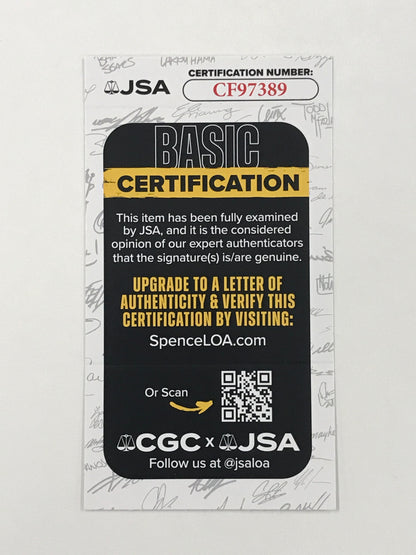 CERTIFICATION NUMBER:
JSA
CF97389
BASIC
CERTIFICATION
This item has been fully examined
by JSA, and it is the considered
opinion of our expert authenticators
that the signature(s) is/are genuine.
UPGRADE TO A LETTER OF
AUTHENTICITY & VERIFY THIS
CERTIFICATION BY VISITING:
SpenceLOA.com
Or Scan
CGC x JSA
Follow us at @jsaloa